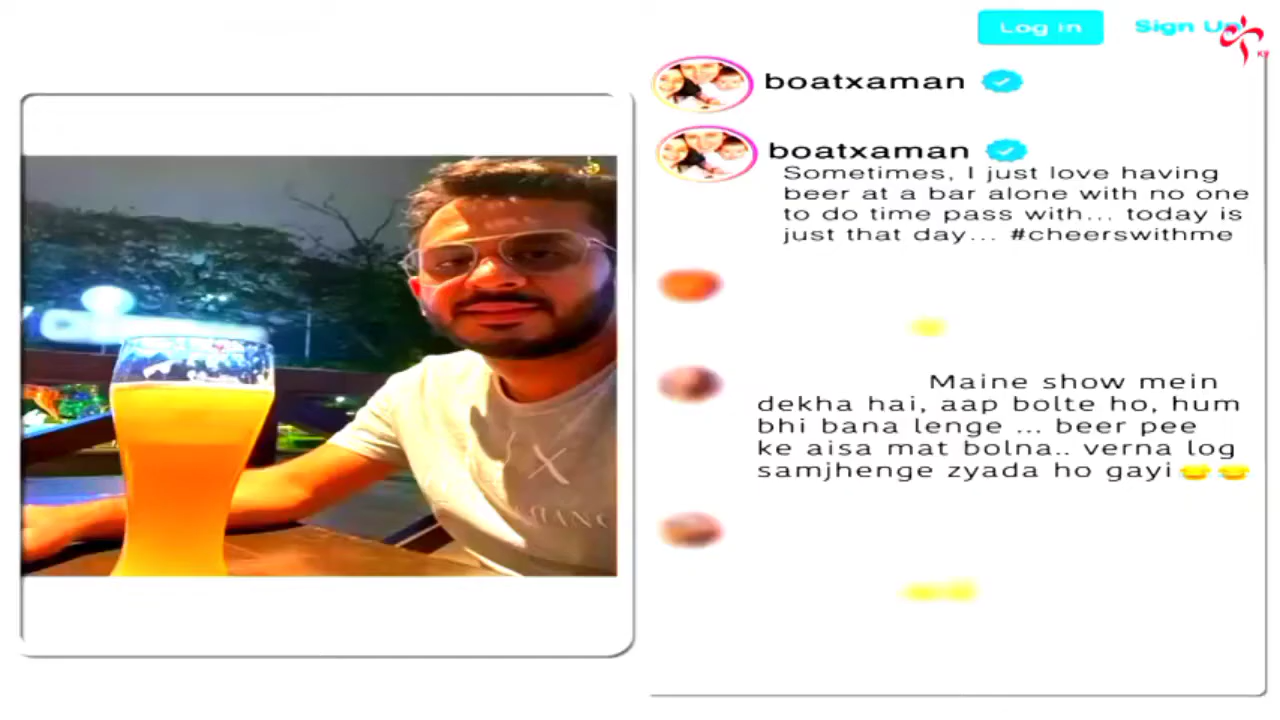 Log in Sign Up
boatxaman
boatxaman
Sometimes, I just love having
beer at a bar alone with no one
to do time pass with... today is
just that day... #cheerswithme
Maine show mein
dekha hai, aap bolte ho, hum
bhi bana lenge ... beer pee
ke aisa mat bolna.. verna log
samjhenge zyada ho gayi
X